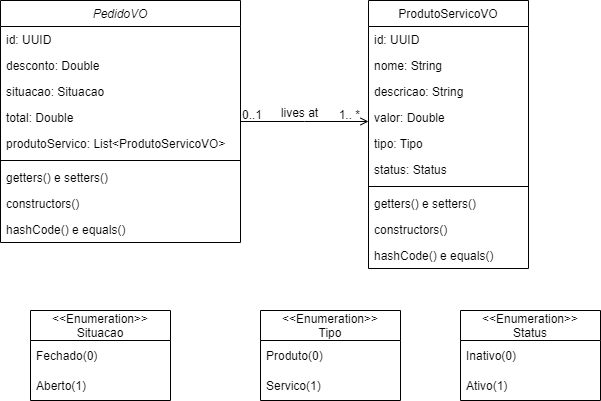 PedidoVO
id: UUID
desconto: Double
situacao: Situacao
total: Double
produtoServico: List<ProdutoServicoVO>
getters() e setters()
constructors()
hashCode() e equals()
0..1
lives at
1.. *
ProdutoServicoVO
id: UUID
nome: String
descricao: String
valor: Double
tipo: Tipo
status: Status
getters() e setters()
constructors()
hashCode() e equals()
<<Enumeration>>
Situacao
Fechado(0)
Aberto(1)
<<Enumeration>>
Tipo
Produto(0)
Servico(1)
<<Enumeration>>
Status
Inativo(0)
Ativo(1)